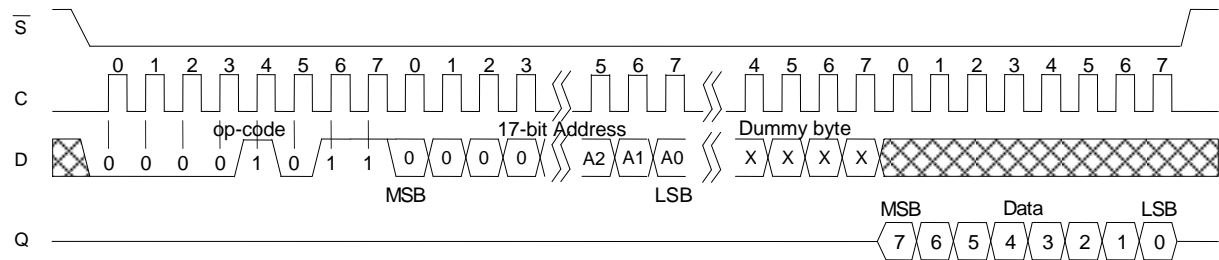 S
0 1 2 3 4 5 6 7 0 1 2 3 5 6 7 4 5 6 7 0 1 2 3 4 5 6 7
C
op-code 17-bit Address Dummy byte
D 0 0 0 0 1 0 1 1 0 0 0 0 A2 A1 A0 X X X X
MSB LSB
MSB Data LSB
Q 7 6 5 4 3 2 1 0